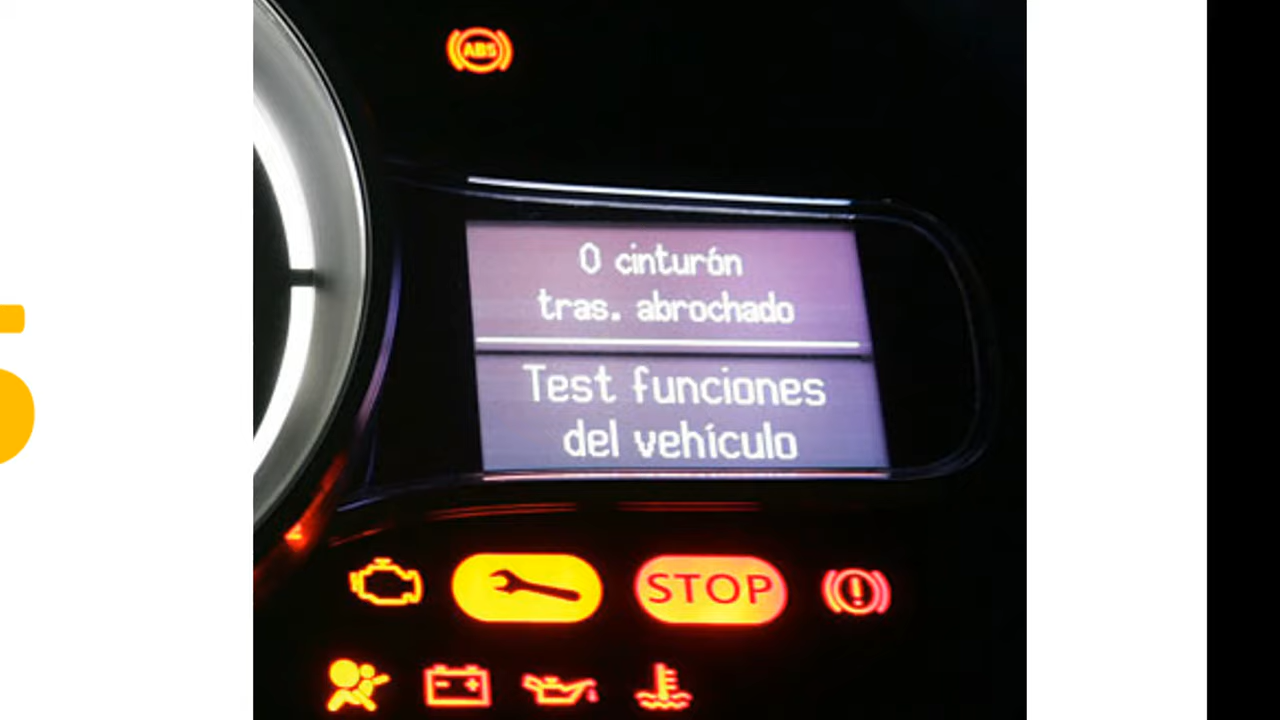 ABS
0 cinturón
tras. abrochado
Test funciones
del vehículo
STOP